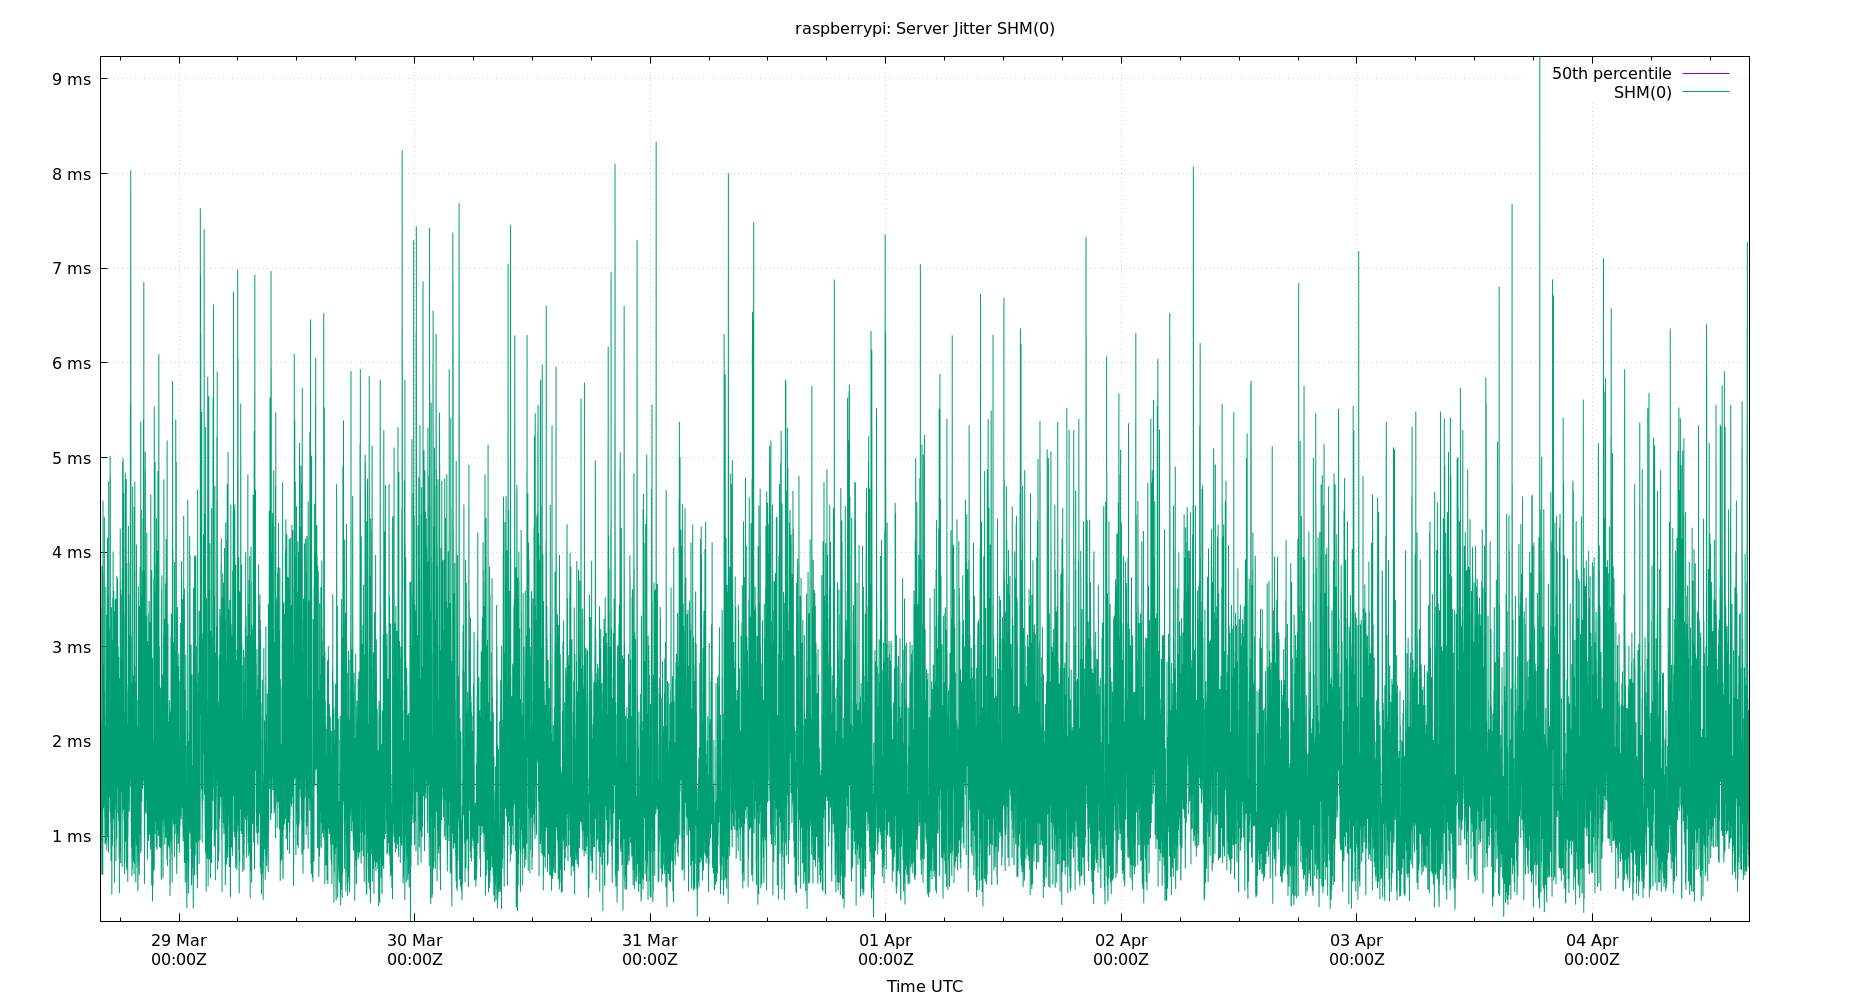 raspberrypi: Server Jitter SHM(0)
50th percentile
SHM(0)
9 ms
8 ms
7 ms
6 ms
5 ms
4 ms
3 ms
2 ms
1 ms
29 Mar 30 Mar 31 Mar 01 Apr 02 Apr 03 Apr 04 Apr
00:00Z 00:00Z 00:00Z 00:00Z 00:00Z 00:00Z 00:00Z
Time UTC